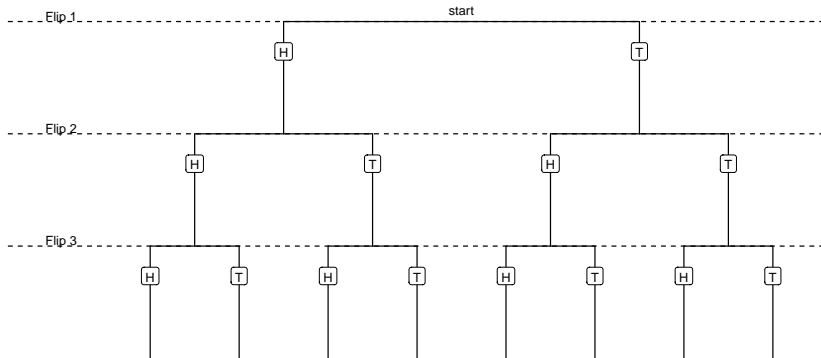 start
Flip 1
H T
Flip 2
H T H T
Flip 3
H T H T H T H T